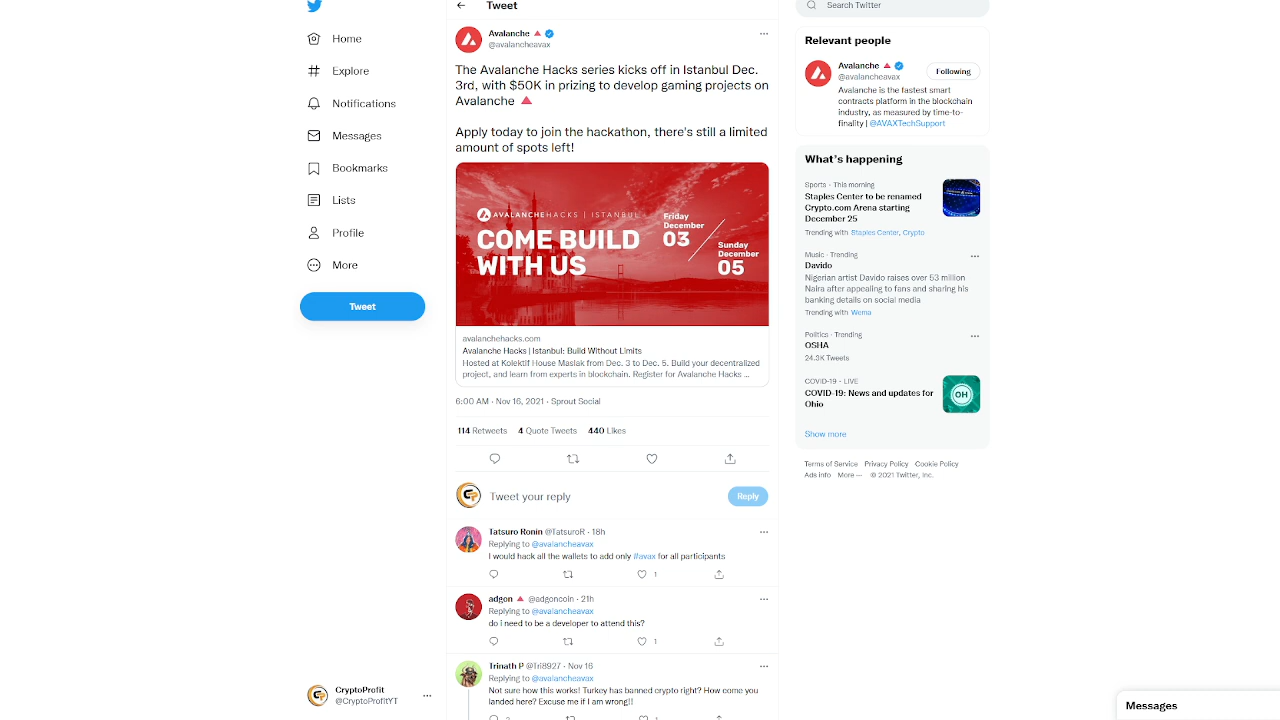 Home
Explore
Notifications
Messages
Bookmarks
Lists
Profile
More
Tweet
CryptoProfit
@CryptoProfitYT
Tweet
Avalanche
@avalancheavax
The Avalanche Hacks series kicks off in Istanbul Dec.
3rd, with $50K in prizing to develop gaming projects on
Avalanche
Apply today to join the hackathon, there's still a limited
amount of spots left!
AVALANCHEHACKS | ISTANBUL
COME BUILD
WITH US
Friday
December
03
Sunday
December
05
avalanchehacks.com
Avalanche Hacks | Istanbul: Build Without Limits
Hosted at Kolektif House Maslak from Dec. 3 to Dec. 5. Build your decentralized
project, and learn from experts in blockchain. Register for Avalanche Hacks ...
6:00 AM · Nov 16, 2021 · Sprout Social
114 Retweets 4 Quote Tweets 440 Likes
Tweet your reply
Reply
Tatsuro Ronin @TatsuroR · 18h
Replying to @avalancheavax
I would hack all the wallets to add only #avax for all participants
1
adgon @adgoncoin · 21h
Replying to @avalancheavax
do i need to be a developer to attend this?
1
Trinath P @Tri8927 · Nov 16
Replying to @avalancheavax
Not sure how this works! Turkey has banned crypto right? How come you
landed here? Excuse me if I am wrong!!
Search Twitter
Relevant people
Avalanche
@avalancheavax
Following
Avalanche is the fastest smart
contracts platform in the blockchain
industry, as measured by time-to-
finality | @AVAXTechSupport
What's happening
Sports · This morning
Staples Center to be renamed
Crypto.com Arena starting
December 25
Trending with Staples Center, Crypto
Music · Trending
Davido
Nigerian artist Davido raises over 53 million
Naira after appealing to fans and sharing his
banking details on social media
Trending with Wema
Politics · Trending
OSHA
24.3K Tweets
COVID-19 · LIVE
COVID-19: News and updates for
Ohio
OH
Show more
Terms of Service Privacy Policy Cookie Policy
Ads info More ··· © 2021 Twitter, Inc.
Messages